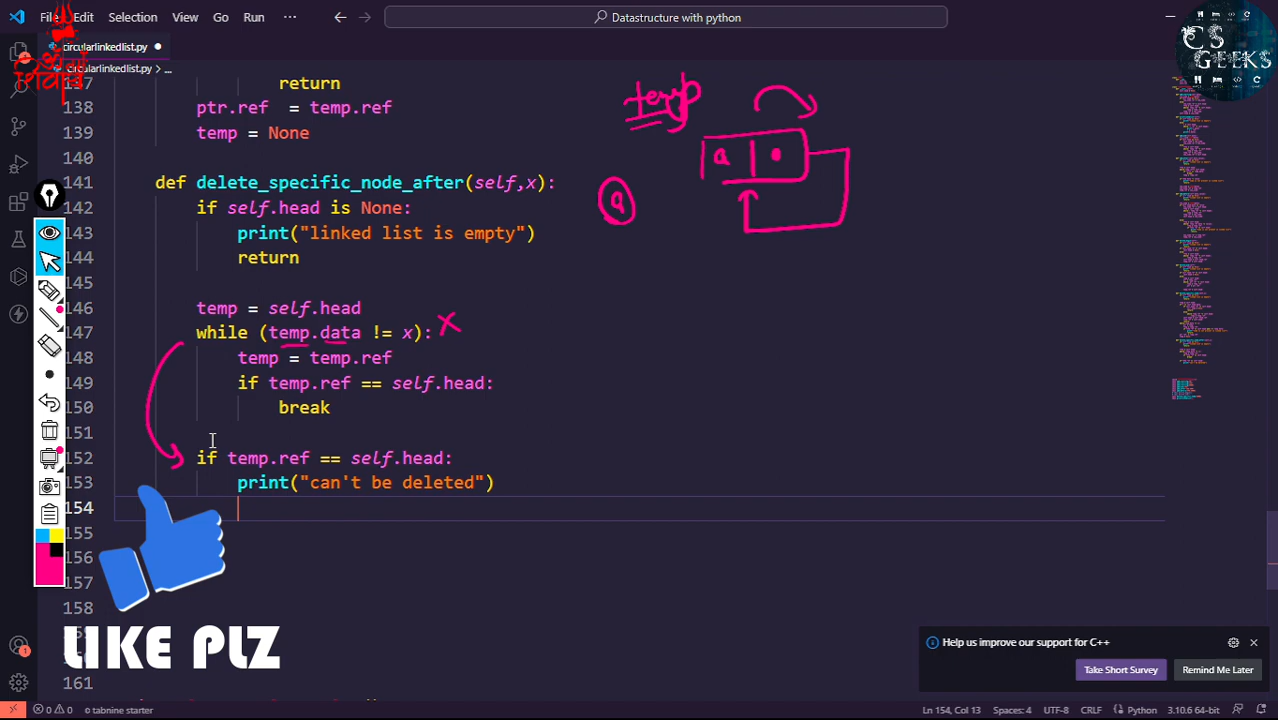 File Edit Selection View Go Run ... Datastructure with python
CS
GEEKS
शिवाय
circularlinkedlist.py
circularlinkedlist.py > ...
137 return
138 ptr.ref = temp.ref
139 temp = None
140
141 def delete_specific_node_after(self,x):
142 if self.head is None:
143 print("linked list is empty")
144 return
145
146 temp = self.head
147 while (temp.data != x):
148 temp = temp.ref
149 if temp.ref == self.head:
150 break
151
152 if temp.ref == self.head:
153 print("can't be deleted")
154
155
156
157
158
161
temp
a
a
x
LIKE PLZ
Help us improve our support for C++
Take Short Survey
Remind Me Later
0 0 tabnine starter
Ln 154, Col 13 Spaces: 4 UTF-8 CRLF Python 3.10.6 64-bit